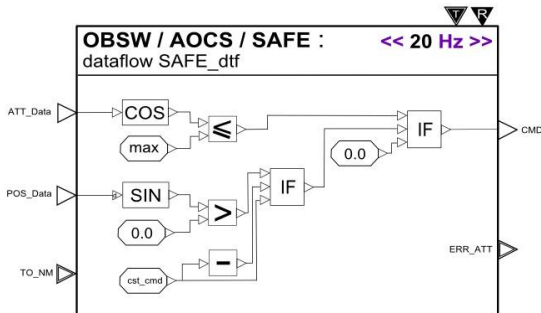 T R
OBSW / AOCS / SAFE : << 20 Hz >>
dataflow SAFE_dtf
ATT_Data
COS
≤
max
IF
CMD
0.0
POS_Data
SIN
>
IF
0.0
ERR_ATT
TO_NM
cst_cmd
-